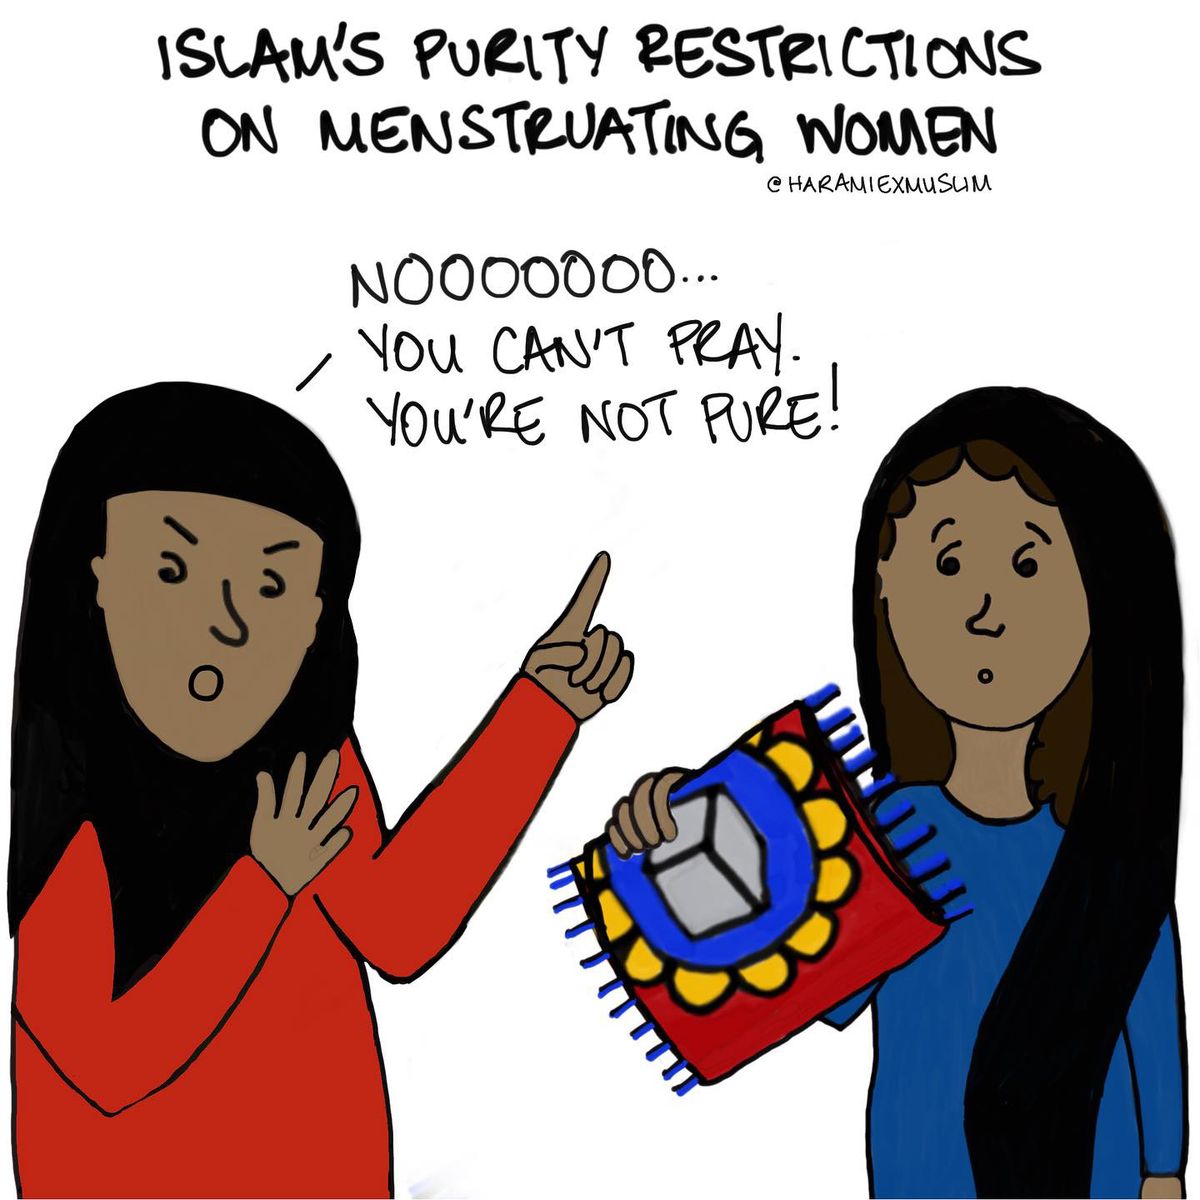 ISLAM'S PURITY RESTRICTIONS
ON MENSTRUATING WOMEN
@HARAMIEXMUSLIM
NOOOOOOO...
YOU CAN'T PRAY.
YOU'RE NOT PURE!